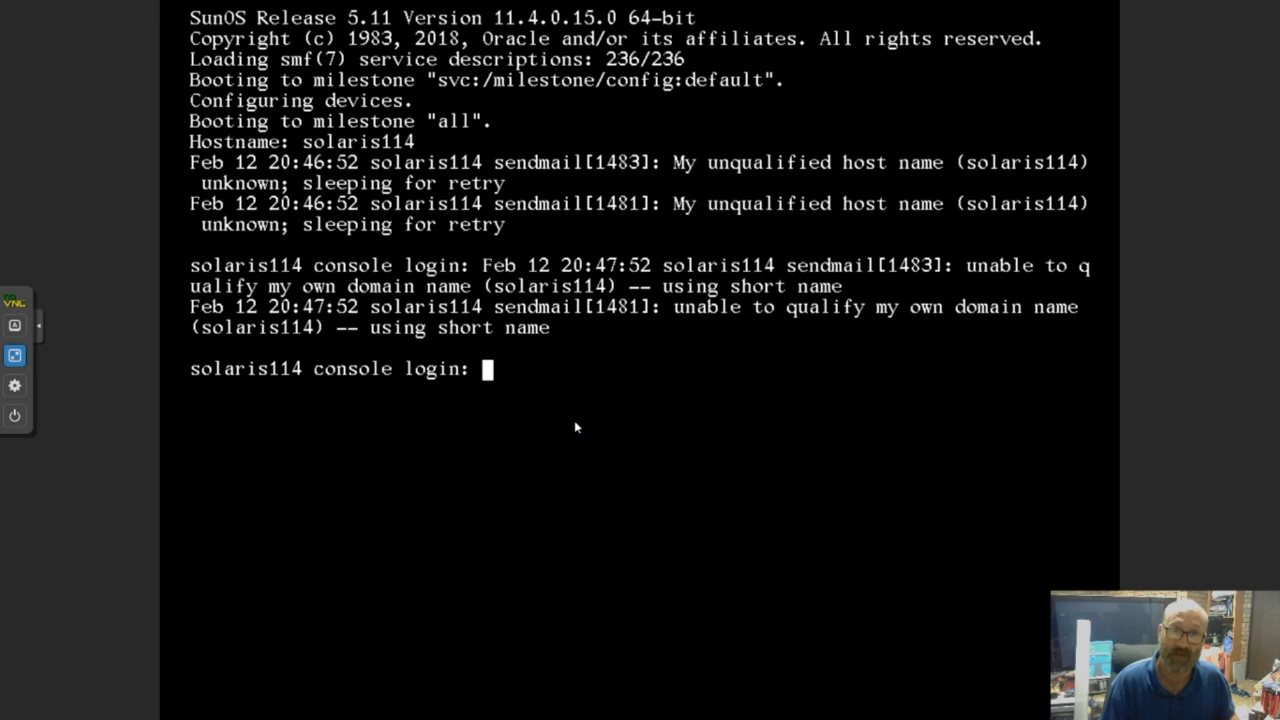 SunOS Release 5.11 Version 11.4.0.15.0 64-bit
Copyright (c) 1983, 2018, Oracle and/or its affiliates. All rights reserved.
Loading smf(7) service descriptions: 236/236
Booting to milestone "svc:/milestone/config:default".
Configuring devices.
Booting to milestone "all".
Hostname: solaris114
Feb 12 20:46:52 solaris114 sendmail[1483]: My unqualified host name (solaris114)
unknown; sleeping for retry
Feb 12 20:46:52 solaris114 sendmail[1481]: My unqualified host name (solaris114)
unknown; sleeping for retry
solaris114 console login: Feb 12 20:47:52 solaris114 sendmail[1483]: unable to q
ualify my own domain name (solaris114) -- using short name
Feb 12 20:47:52 solaris114 sendmail[1481]: unable to qualify my own domain name
(solaris114) -- using short name
VNC
A
solaris114 console login: